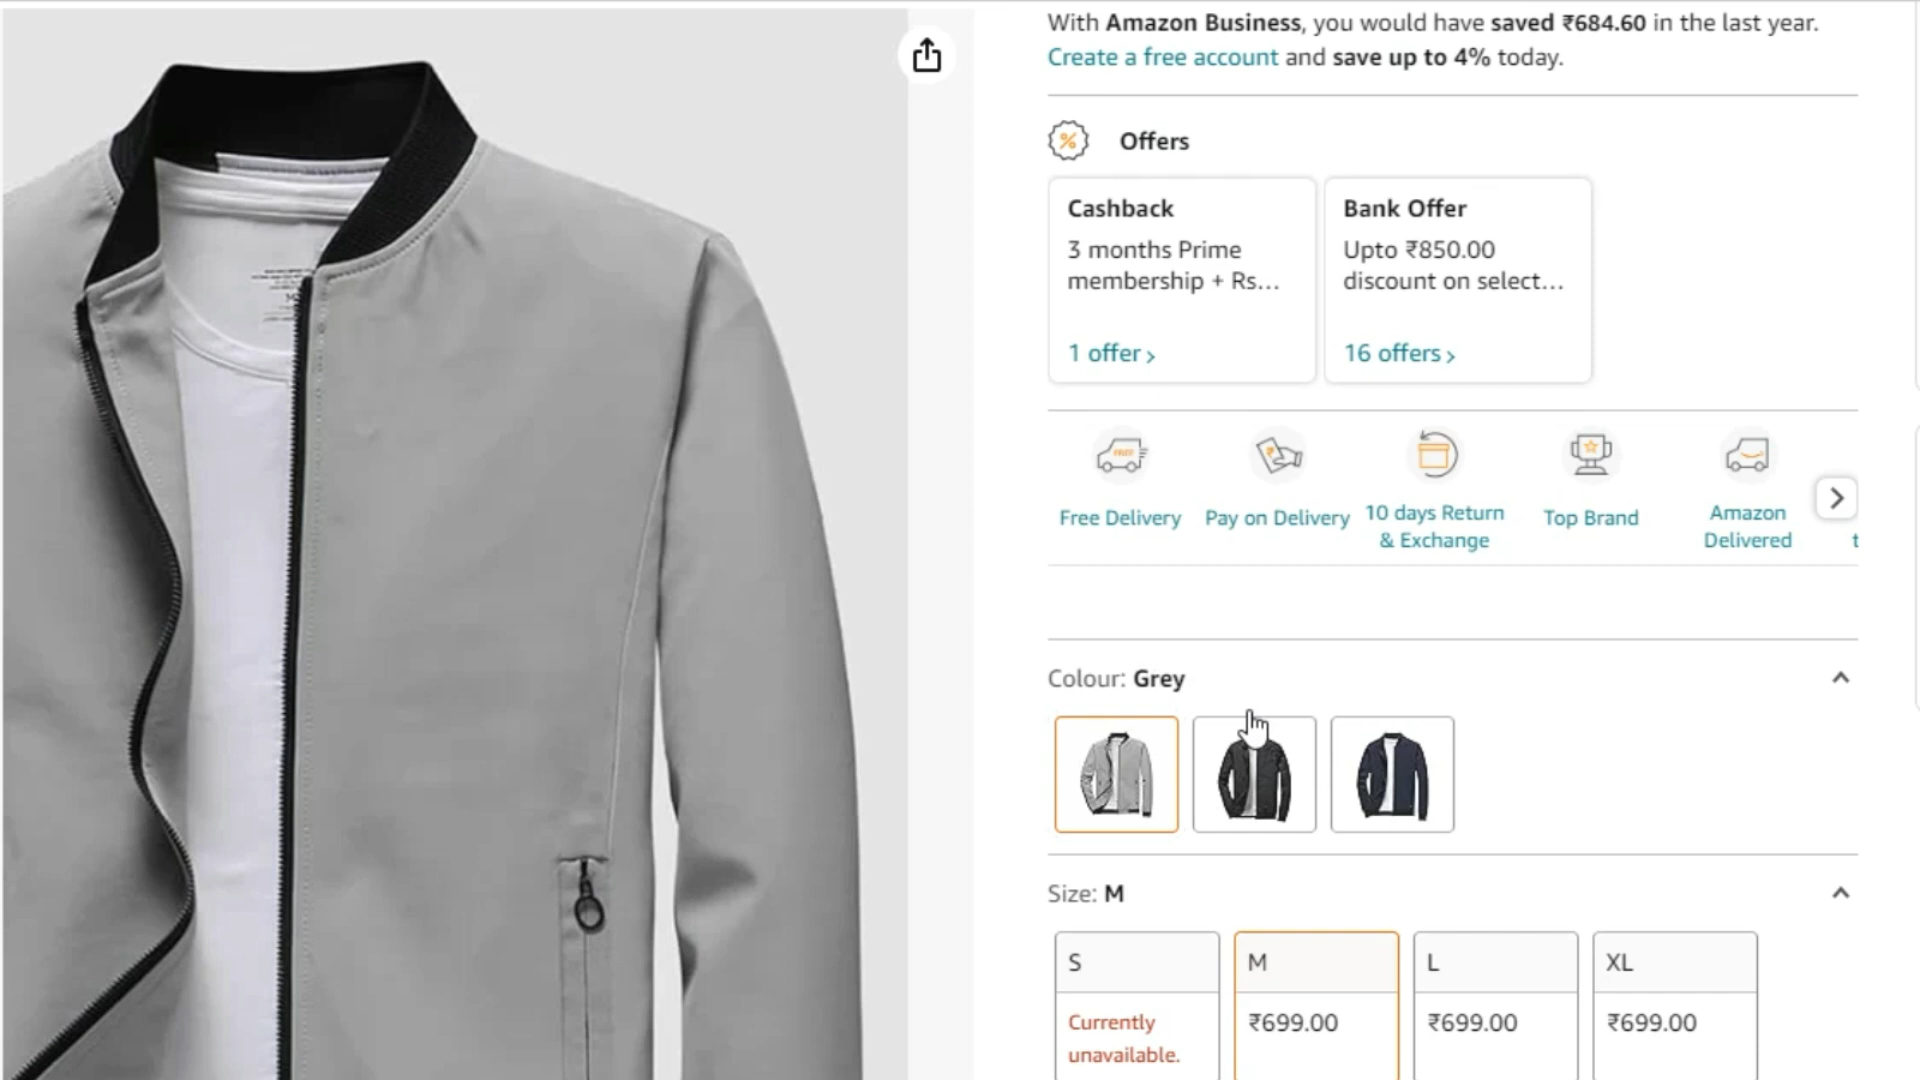 With Amazon Business, you would have saved ₹684.60 in the last year.
Create a free account and save up to 4% today.
Offers
Cashback
3 months Prime
membership + Rs...
1 offer ›
Bank Offer
Upto ₹850.00
discount on select...
16 offers ›
FREE
Free Delivery
Pay on Delivery
10 days Return
& Exchange
Top Brand
Amazon
Delivered
t
Colour: Grey
Size: M
S
Currently
unavailable.
M
₹699.00
L
₹699.00
XL
₹699.00